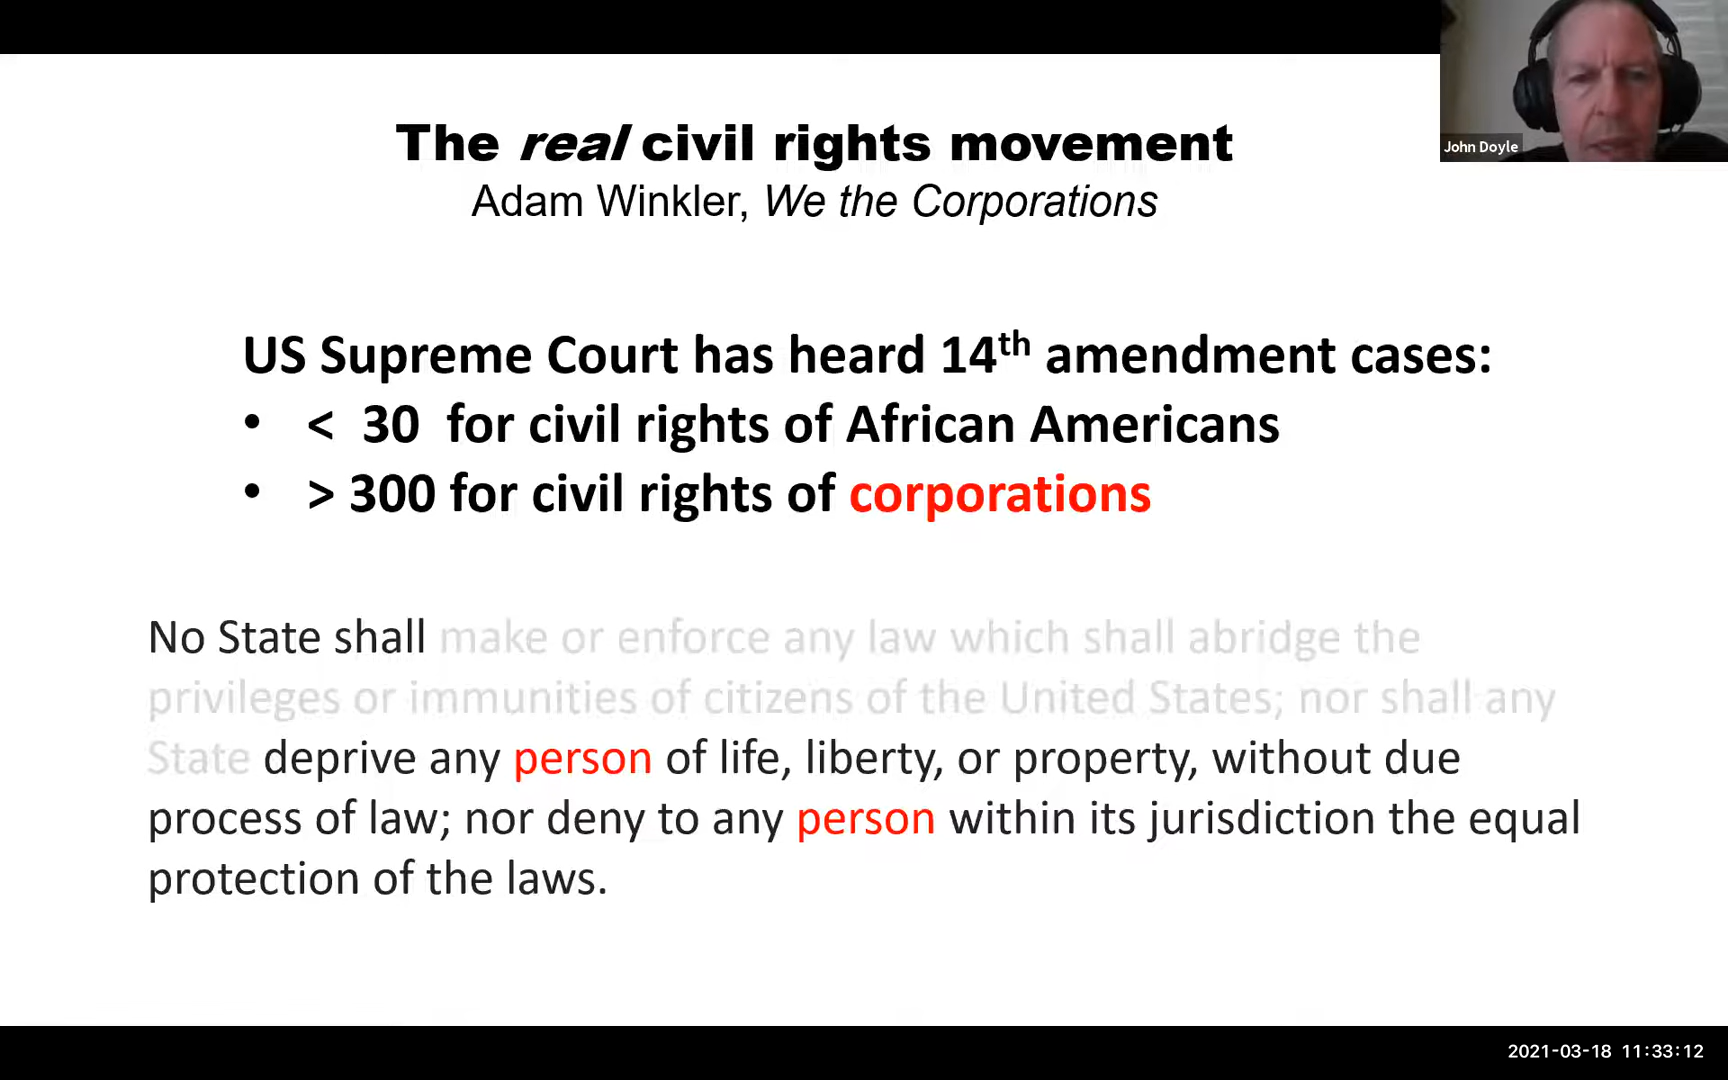 The real civil rights movement
Adam Winkler, We the Corporations
John Doyle
US Supreme Court has heard 14th amendment cases:
• < 30 for civil rights of African Americans
• > 300 for civil rights of corporations
No State shall make or enforce any law which shall abridge the
privileges or immunities of citizens of the United States; nor shall any
State deprive any person of life, liberty, or property, without due
process of law; nor deny to any person within its jurisdiction the equal
protection of the laws.
2021-03-18 11:33:12